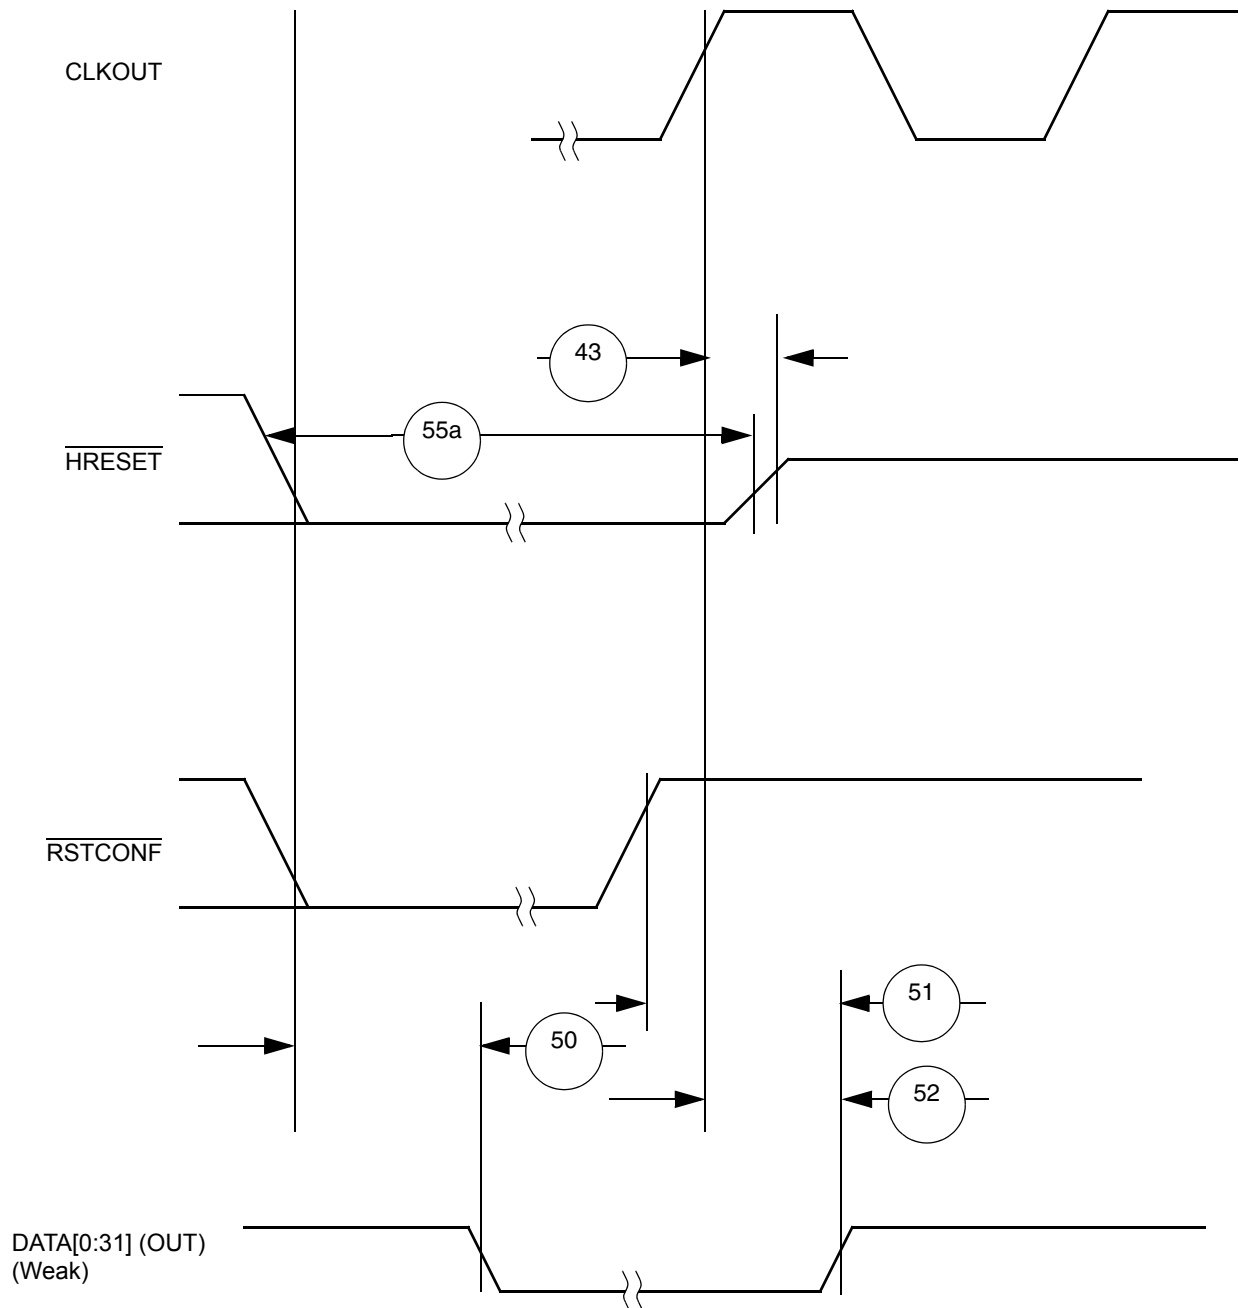 CLKOUT
43
55a
HRESET
RSTCONF
51
50
52
DATA[0:31] (OUT)
(Weak)